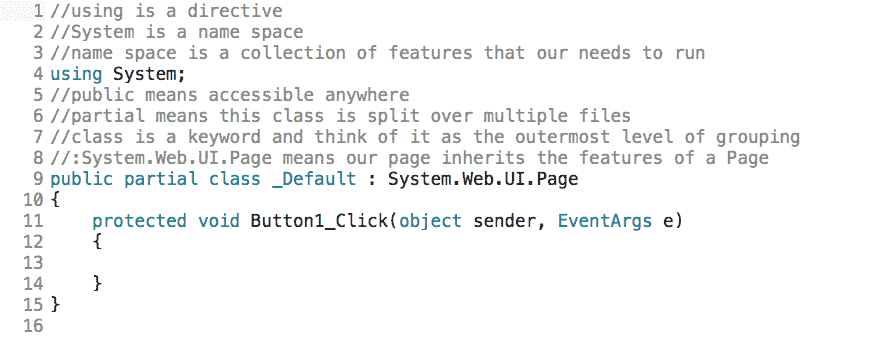 1 //using is a directive
2 //System is a name space
3 //name space is a collection of features that our needs to run
4 using System;
5 //public means accessible anywhere
6 //partial means this class is split over multiple files
7 //class is a keyword and think of it as the outermost level of grouping
8 //:System.Web.UI.Page means our page inherits the features of a Page
9 public partial class _Default : System.Web.UI.Page
10 {
11     protected void Button1_Click(object sender, EventArgs e)
12     {
13
14     }
15 }
16